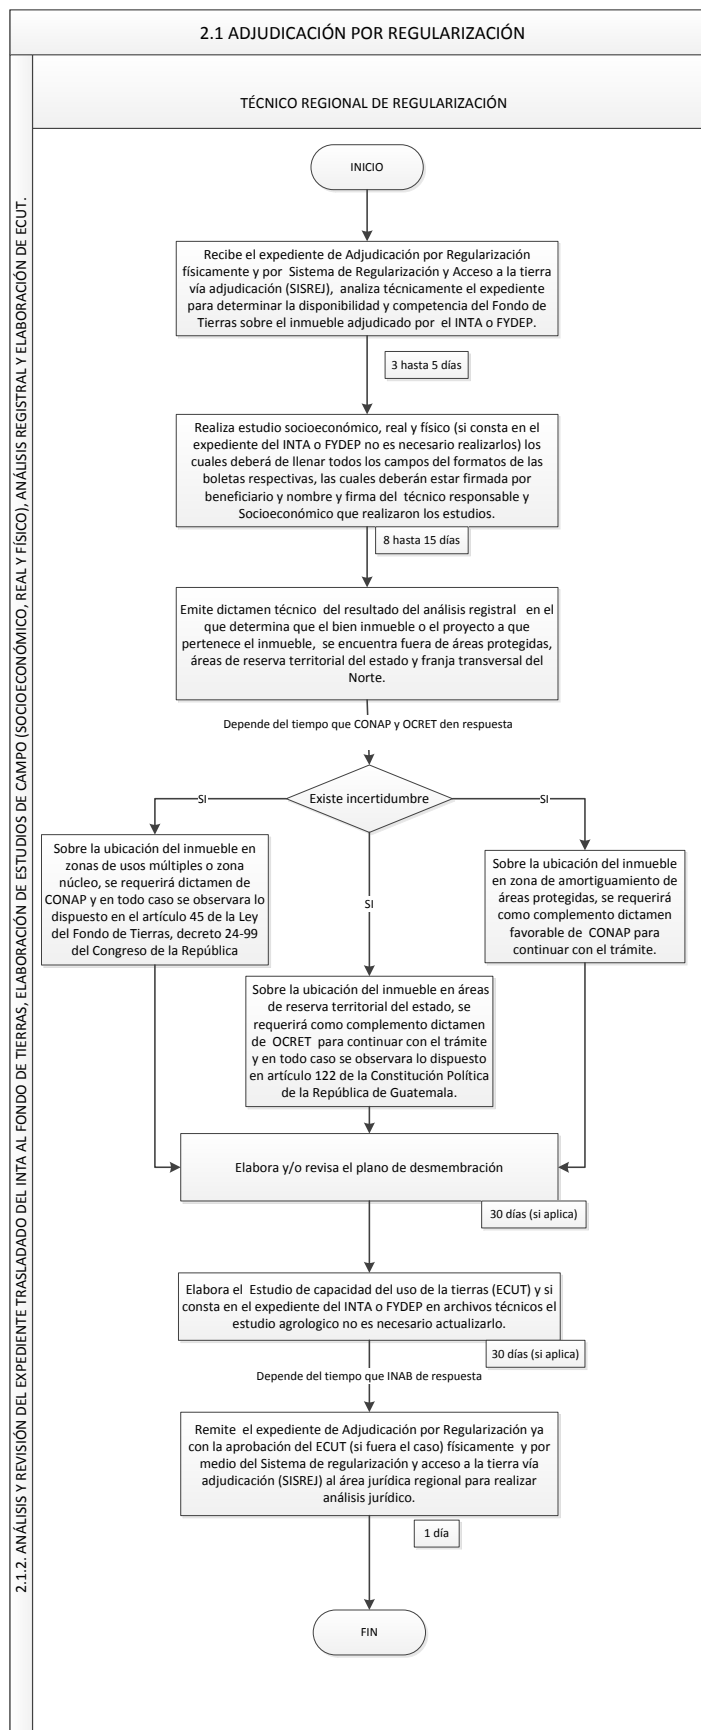 2.1 ADJUDICACIÓN POR REGULARIZACIÓN
2.1.2. ANÁLISIS Y REVISIÓN DEL EXPEDIENTE TRASLADADO DEL INTA AL FONDO DE TIERRAS, ELABORACIÓN DE ESTUDIOS DE CAMPO (SOCIOECONÓMICO, REAL Y FÍSICO), ANÁLISIS REGISTRAL Y ELABORACIÓN DE ECUT.
TÉCNICO REGIONAL DE REGULARIZACIÓN
INICIO
Recibe el expediente de Adjudicación por Regularización
físicamente y por Sistema de Regularización y Acceso a la tierra
vía adjudicación (SISREJ), analiza técnicamente el expediente
para determinar la disponibilidad y competencia del Fondo de
Tierras sobre el inmueble adjudicado por el INTA o FYDEP.
3 hasta 5 días
Realiza estudio socioeconómico, real y físico (si consta en el
expediente del INTA o FYDEP no es necesario realizarlos) los
cuales deberá de llenar todos los campos del formatos de las
boletas respectivas, las cuales deberán estar firmada por
beneficiario y nombre y firma del técnico responsable y
Socioeconómico que realizaron los estudios.
8 hasta 15 días
Emite dictamen técnico del resultado del análisis registral en el
que determina que el bien inmueble o el proyecto a que
pertenece el inmueble, se encuentra fuera de áreas protegidas,
áreas de reserva territorial del estado y franja transversal del
Norte.
Depende del tiempo que CONAP y OCRET den respuesta
Existe incertidumbre
SI
SI
SI
Sobre la ubicación del inmueble en
zonas de usos múltiples o zona
núcleo, se requerirá dictamen de
CONAP y en todo caso se observara lo
dispuesto en el artículo 45 de la Ley
del Fondo de Tierras, decreto 24-99
del Congreso de la República
Sobre la ubicación del inmueble
en zona de amortiguamiento de
áreas protegidas, se requerirá
como complemento dictamen
favorable de CONAP para
continuar con el trámite.
Sobre la ubicación del inmueble en áreas
de reserva territorial del estado, se
requerirá como complemento dictamen
de OCRET para continuar con el trámite
y en todo caso se observara lo dispuesto
en artículo 122 de la Constitución Política
de la República de Guatemala.
Elabora y/o revisa el plano de desmembración
30 días (si aplica)
Elabora el Estudio de capacidad del uso de la tierras (ECUT) y si
consta en el expediente del INTA o FYDEP en archivos técnicos el
estudio agrologico no es necesario actualizarlo.
30 días (si aplica)
Depende del tiempo que INAB de respuesta
Remite el expediente de Adjudicación por Regularización ya
con la aprobación del ECUT (si fuera el caso) físicamente y por
medio del Sistema de regularización y acceso a la tierra vía
adjudicación (SISREJ) al área jurídica regional para realizar
análisis jurídico.
1 día
FIN